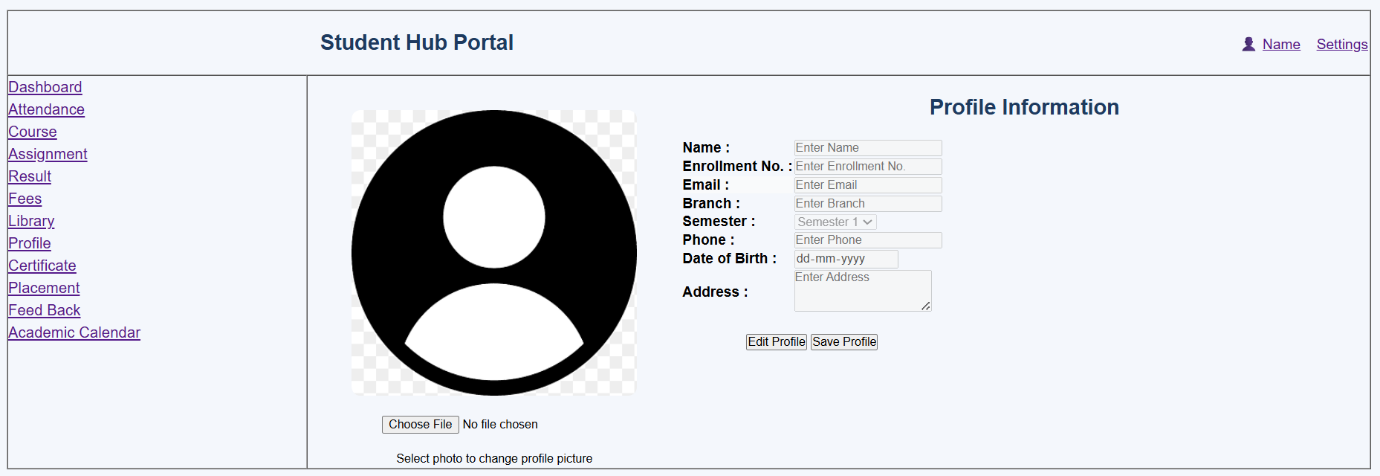 Student Hub Portal
Name Settings
Dashboard
Attendance
Course
Assignment
Result
Fees
Library
Profile
Certificate
Placement
Feed Back
Academic Calendar
Choose File No file chosen
Select photo to change profile picture
Profile Information
Name : Enter Name
Enrollment No. : Enter Enrollment No.
Email : Enter Email
Branch : Enter Branch
Semester : Semester 1
Phone : Enter Phone
Date of Birth : dd-mm-yyyy
Address : Enter Address
Edit Profile Save Profile